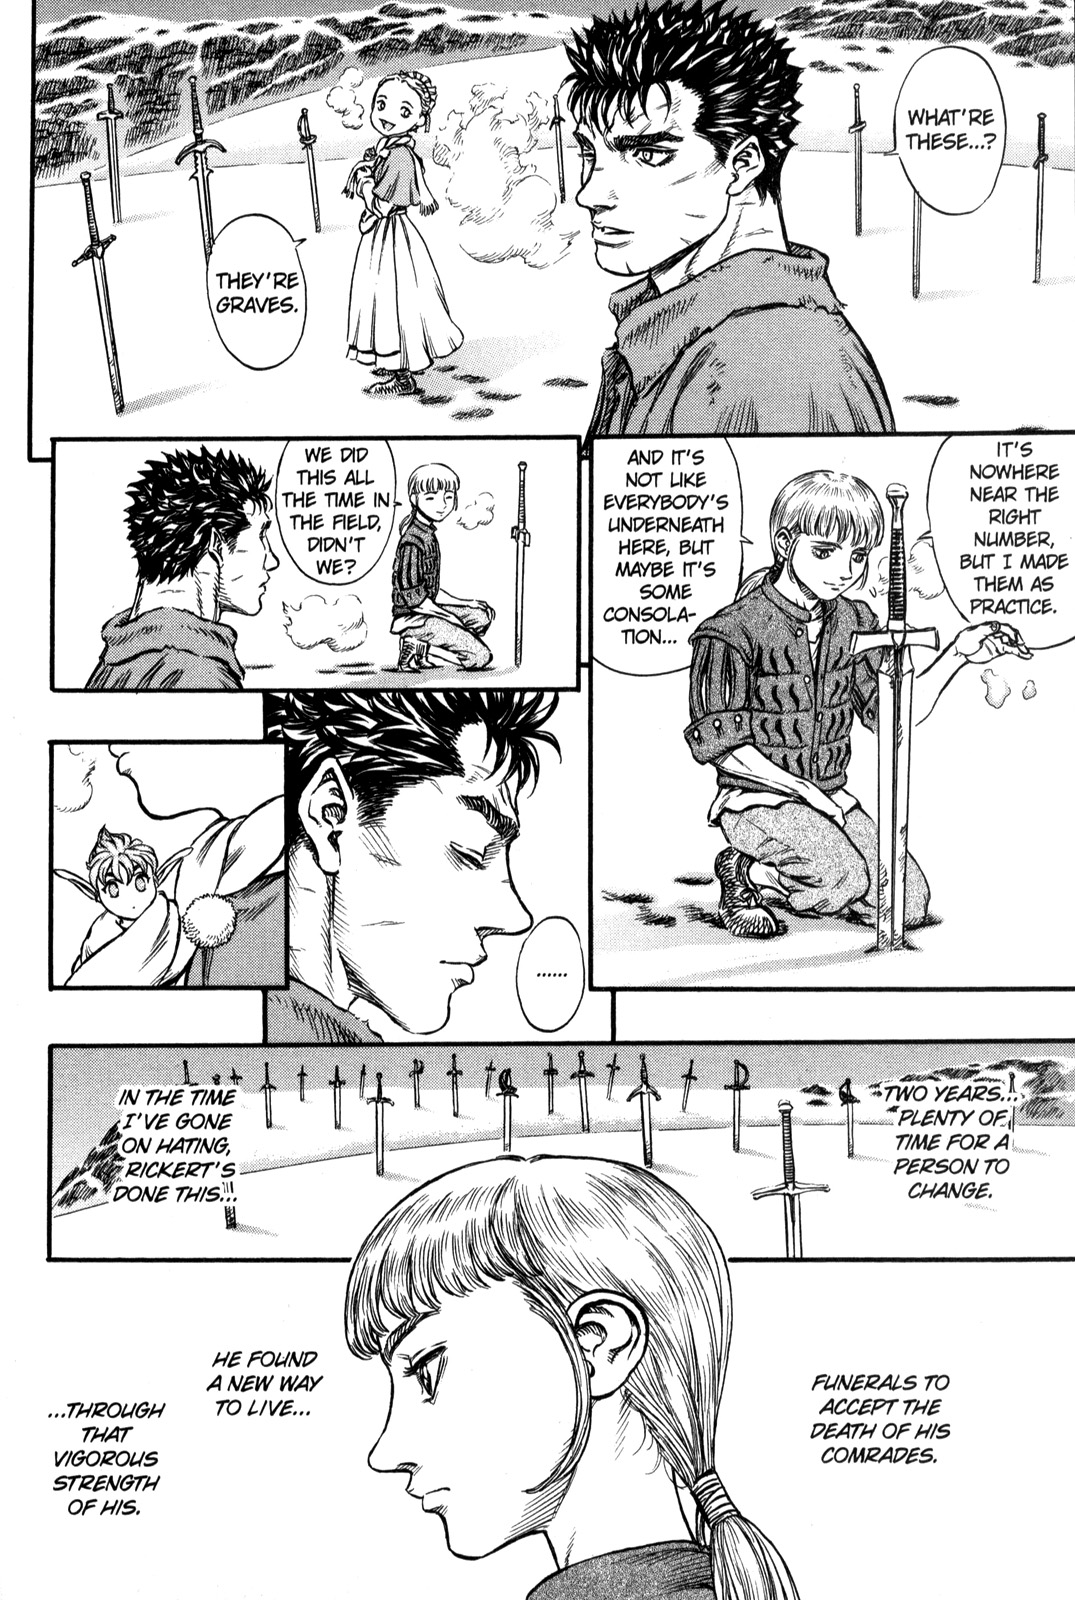 WHAT'RE
THESE...?
THEY'RE
GRAVES.
IT'S
NOWHERE
NEAR THE
RIGHT
NUMBER,
BUT I MADE
THEM AS
PRACTICE.
AND IT'S
NOT LIKE
EVERYBODY'S
UNDERNEATH
HERE, BUT
MAYBE IT'S
SOME
CONSOLA-
TION...
WE DID
THIS ALL
THE TIME IN
THE FIELD,
DIDN'T
WE?
......
TWO YEARS...
PLENTY OF
TIME FOR A
PERSON TO
CHANGE.
IN THE TIME
I'VE GONE
ON HATING,
RICKERT'S
DONE THIS...
FUNERALS TO
ACCEPT THE
DEATH OF HIS
COMRADES.
HE FOUND
A NEW WAY
TO LIVE...
...THROUGH
THAT
VIGOROUS
STRENGTH
OF HIS.